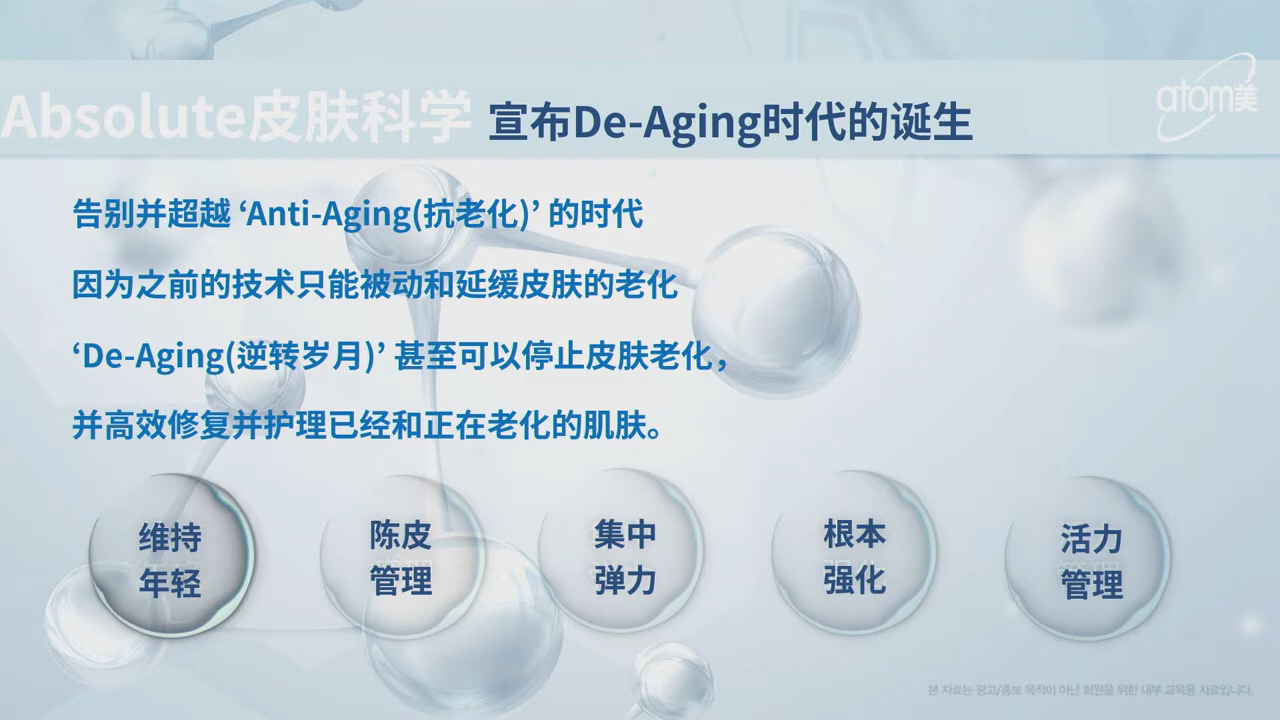 Absolute皮肤科学 宣布De-Aging时代的诞生
atom美
告别并超越 ‘Anti-Aging(抗老化)’ 的时代
因为之前的技术只能被动和延缓皮肤的老化
‘De-Aging(逆转岁月)’ 甚至可以停止皮肤老化，
并高效修复并护理已经和正在老化的肌肤。
维持
年轻
陈皮
管理
集中
弹力
根本
强化
活力
管理
본 자료는 광고/홍보 목적이 아닌 회원을 위한 내부 교육용 자료입니다.